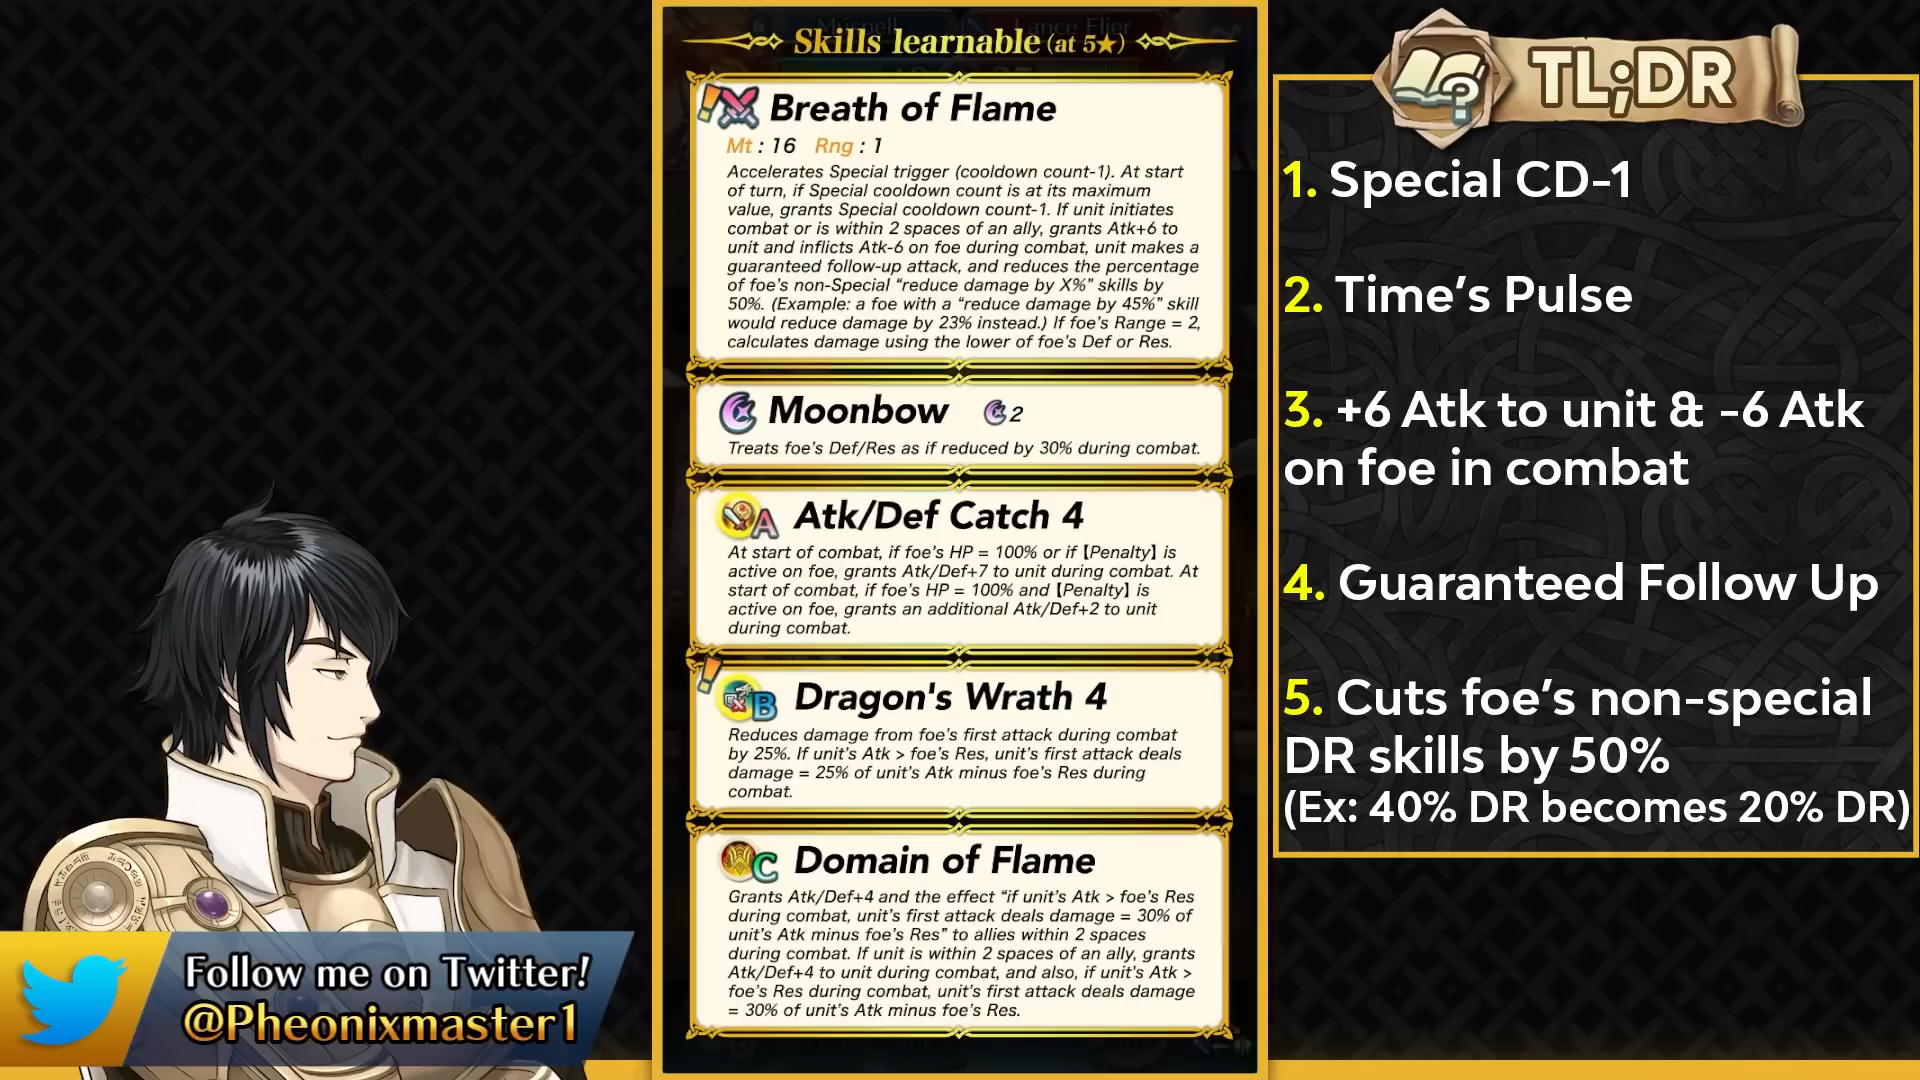 Múspell
Lance Flier
Skills learnable (at 5★)
Breath of Flame
Mt : 16 Rng : 1
Accelerates Special trigger (cooldown count-1). At start
of turn, if Special cooldown count is at its maximum
value, grants Special cooldown count-1. If unit initiates
combat or is within 2 spaces of an ally, grants Atk+6 to
unit and inflicts Atk-6 on foe during combat, unit makes a
guaranteed follow-up attack, and reduces the percentage
of foe's non-Special “reduce damage by X%” skills by
50%. (Example: a foe with a “reduce damage by 45%” skill
would reduce damage by 23% instead.) If foe's Range = 2,
calculates damage using the lower of foe's Def or Res.
Moonbow 2
Treats foe's Def/Res as if reduced by 30% during combat.
A Atk/Def Catch 4
At start of combat, if foe's HP = 100% or if【Penalty】is
active on foe, grants Atk/Def+7 to unit during combat. At
start of combat, if foe's HP = 100% and【Penalty】is
active on foe, grants an additional Atk/Def+2 to unit
during combat.
B Dragon's Wrath 4
Reduces damage from foe's first attack during combat
by 25%. If unit's Atk > foe's Res, unit's first attack deals
damage = 25% of unit's Atk minus foe's Res during
combat.
C Domain of Flame
Grants Atk/Def+4 and the effect “if unit's Atk > foe's Res
during combat, unit's first attack deals damage = 30% of
unit's Atk minus foe's Res” to allies within 2 spaces
during combat. If unit is within 2 spaces of an ally, grants
Atk/Def+4 to unit during combat, and also, if unit's Atk >
foe's Res during combat, unit's first attack deals damage
= 30% of unit's Atk minus foe's Res.
TL;DR
1. Special CD-1
2. Time's Pulse
3. +6 Atk to unit & -6 Atk
on foe in combat
4. Guaranteed Follow Up
5. Cuts foe's non-special
DR skills by 50%
(Ex: 40% DR becomes 20% DR)
Follow me on Twitter!
@Pheonixmaster1